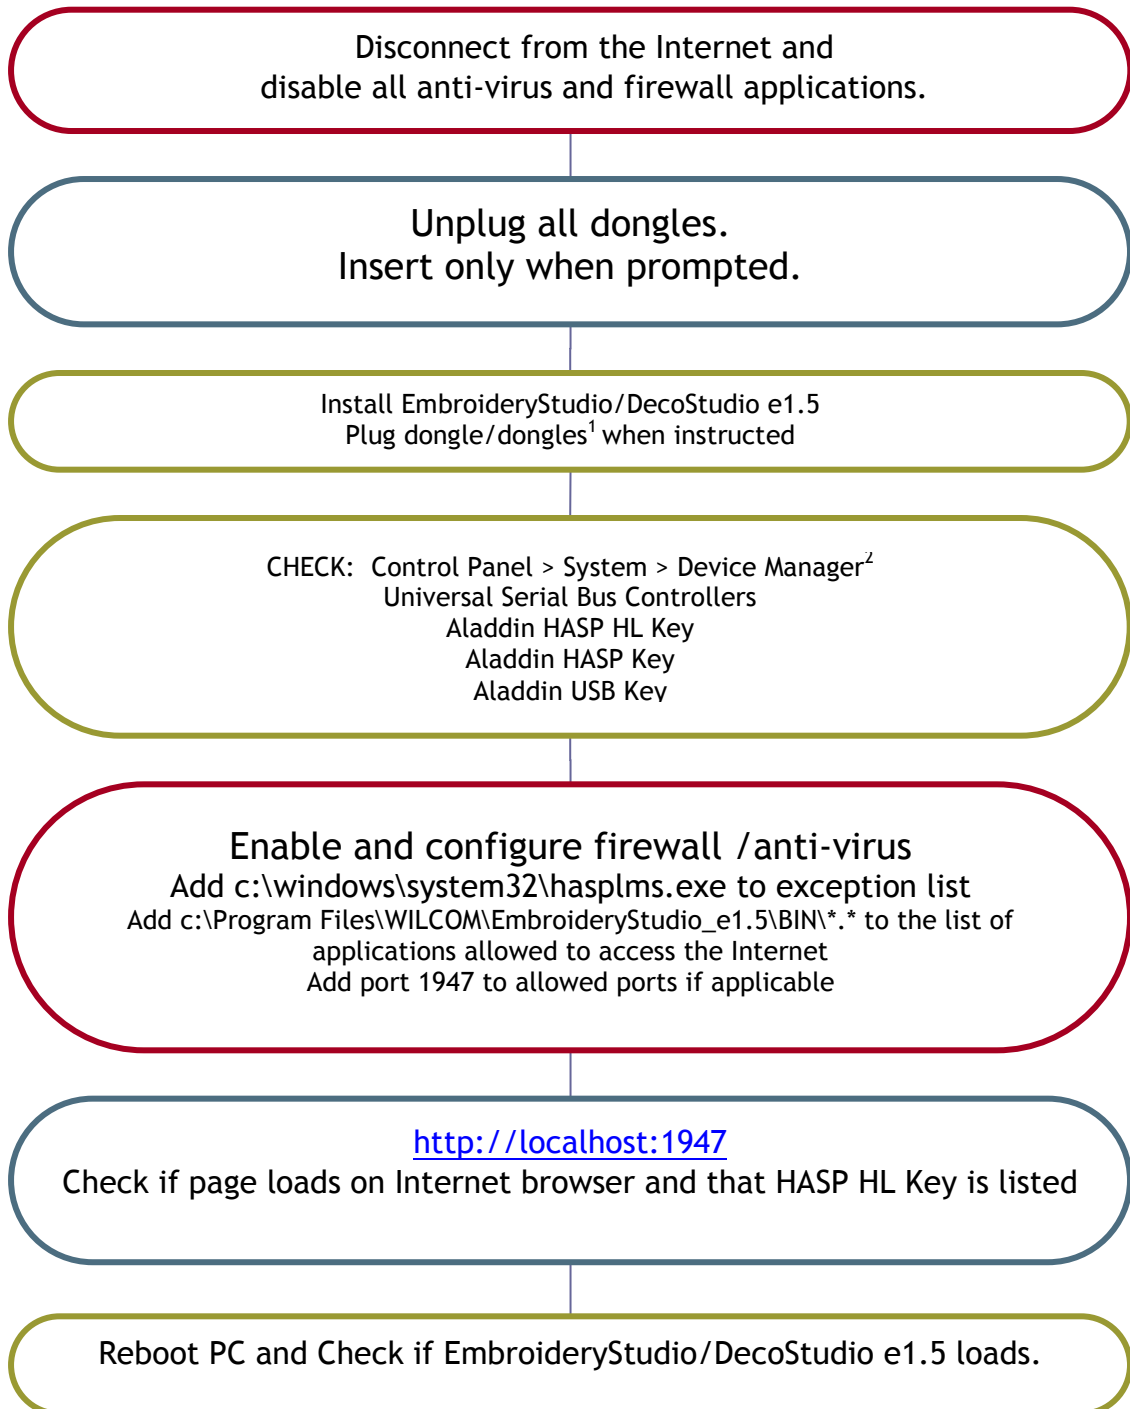 Disconnect from the Internet and
disable all anti-virus and firewall applications.
Unplug all dongles.
Insert only when prompted.
Install EmbroideryStudio/DecoStudio e1.5
Plug dongle/dongles¹ when instructed
CHECK: Control Panel > System > Device Manager²
Universal Serial Bus Controllers
Aladdin HASP HL Key
Aladdin HASP Key
Aladdin USB Key
Enable and configure firewall /anti-virus
Add c:\windows\system32\hasplms.exe to exception list
Add c:\Program Files\WILCOM\EmbroideryStudio_e1.5\BIN\*.* to the list of
applications allowed to access the Internet
Add port 1947 to allowed ports if applicable
http://localhost:1947
Check if page loads on Internet browser and that HASP HL Key is listed
Reboot PC and Check if EmbroideryStudio/DecoStudio e1.5 loads.